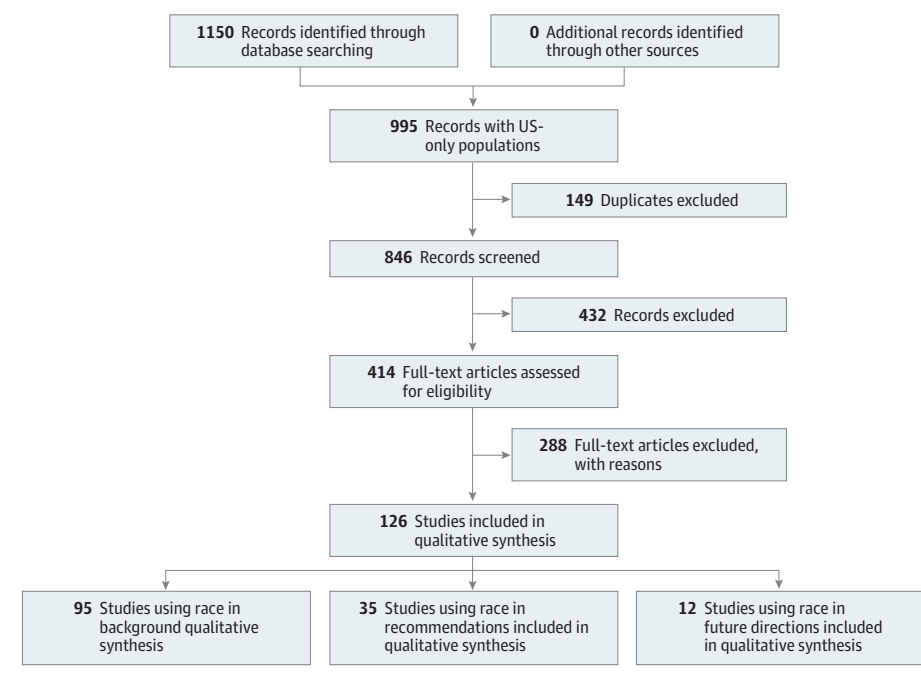 1150 Records identified through
database searching
0 Additional records identified
through other sources
995 Records with US-
only populations
149 Duplicates excluded
846 Records screened
432 Records excluded
414 Full-text articles assessed
for eligibility
288 Full-text articles excluded,
with reasons
126 Studies included in
qualitative synthesis
95 Studies using race in
background qualitative
synthesis
35 Studies using race in
recommendations included in
qualitative synthesis
12 Studies using race in
future directions included
in qualitative synthesis